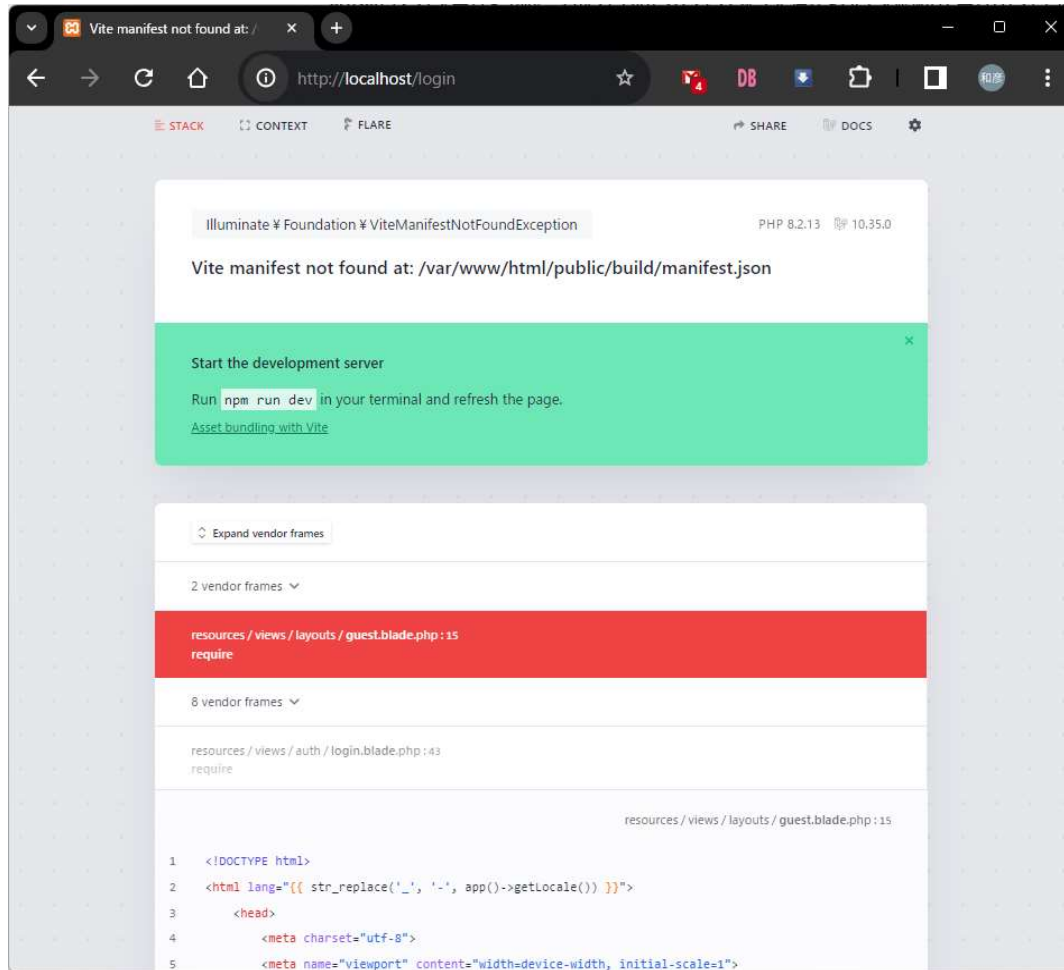 Vite manifest not found at: /
http://localhost/login
4
DB
和彦
STACK CONTEXT FLARE SHARE DOCS
Illuminate ¥ Foundation ¥ ViteManifestNotFoundException PHP 8.2.13 10.35.0
Vite manifest not found at: /var/www/html/public/build/manifest.json
Start the development server
Run npm run dev in your terminal and refresh the page.
Asset bundling with Vite
Expand vendor frames
2 vendor frames
resources / views / layouts / guest.blade.php : 15
require
8 vendor frames
resources / views / auth / login.blade.php : 43
require
resources / views / layouts / guest.blade.php : 15
1 <!DOCTYPE html>
2 <html lang="{{ str_replace('_', '-', app()->getLocale()) }}">
3 <head>
4 <meta charset="utf-8">
5 <meta name="viewport" content="width=device-width, initial-scale=1">